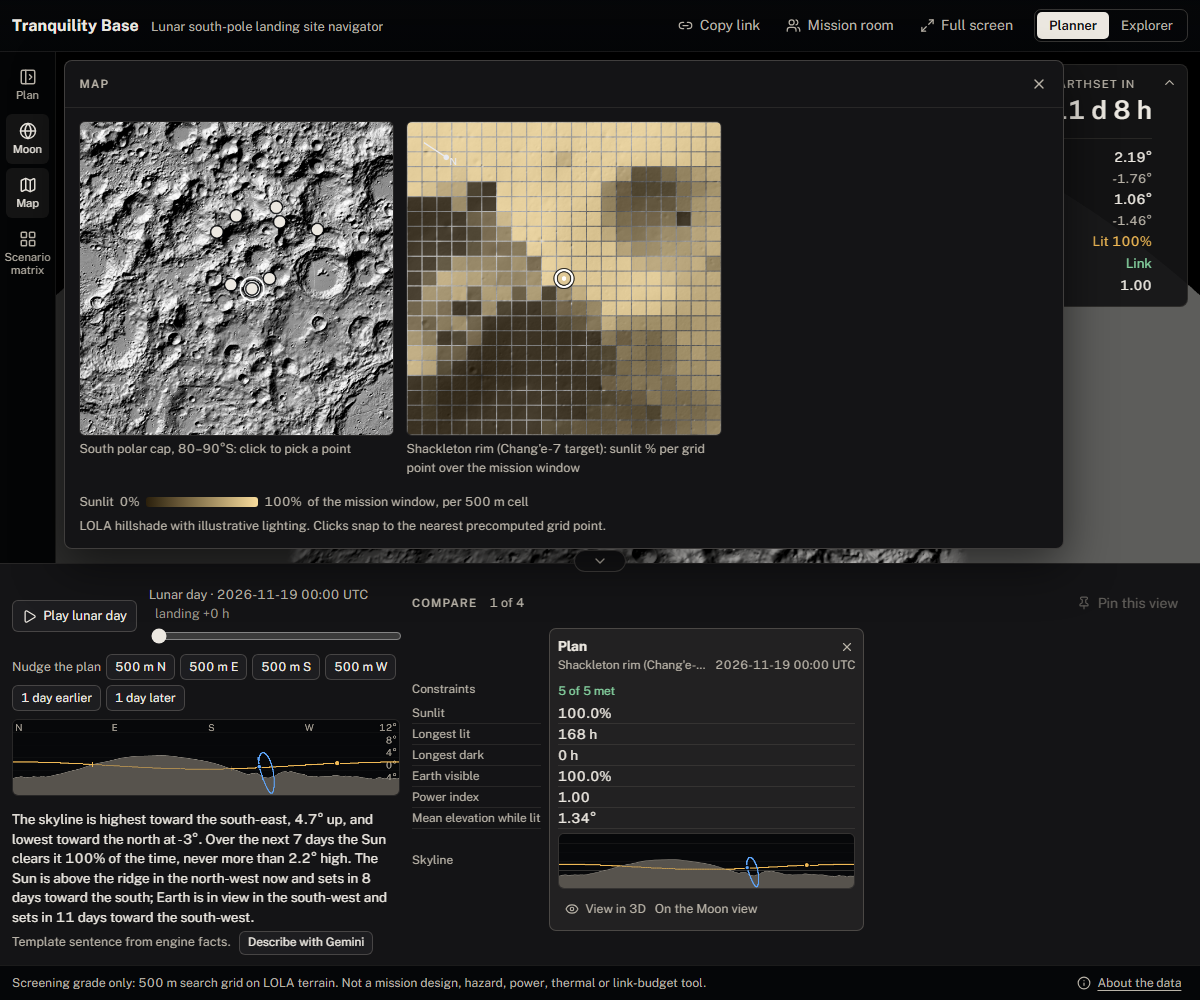 Tranquility Base
Lunar south-pole landing site navigator
Copy link
Mission room
Full screen
Planner
Explorer
Plan
Moon
Map
Scenario
matrix
MAP
N
South polar cap, 80–90°S: click to pick a point
Shackleton rim (Chang'e-7 target): sunlit % per grid
point over the mission window
Sunlit 0%
100% of the mission window, per 500 m cell
LOLA hillshade with illustrative lighting. Clicks snap to the nearest precomputed grid point.
IN
d 8 h
2.19°
-1.76°
1.06°
-1.46°
Lit 100%
Link
1.00
Play lunar day
Lunar day · 2026-11-19 00:00 UTC
landing +0 h
Nudge the plan
500 m N
500 m E
500 m S
500 m W
1 day earlier
1 day later
N
E
S
W
12°
8°
4°
0°
The skyline is highest toward the south-east, 4.7° up, and
lowest toward the north at -3°. Over the next 7 days the Sun
clears it 100% of the time, never more than 2.2° high. The
Sun is above the ridge in the north-west now and sets in 8
days toward the south; Earth is in view in the south-west and
sets in 11 days toward the south-west.
Template sentence from engine facts.
Describe with Gemini
COMPARE 1 of 4
Pin this view
Plan
Shackleton rim (Chang'e-... 2026-11-19 00:00 UTC
Constraints 5 of 5 met
Sunlit 100.0%
Longest lit 168 h
Longest dark 0 h
Earth visible 100.0%
Power index 1.00
Mean elevation while lit 1.34°
Skyline
View in 3D
On the Moon view
Screening grade only: 500 m search grid on LOLA terrain. Not a mission design, hazard, power, thermal or link-budget tool.
About the data